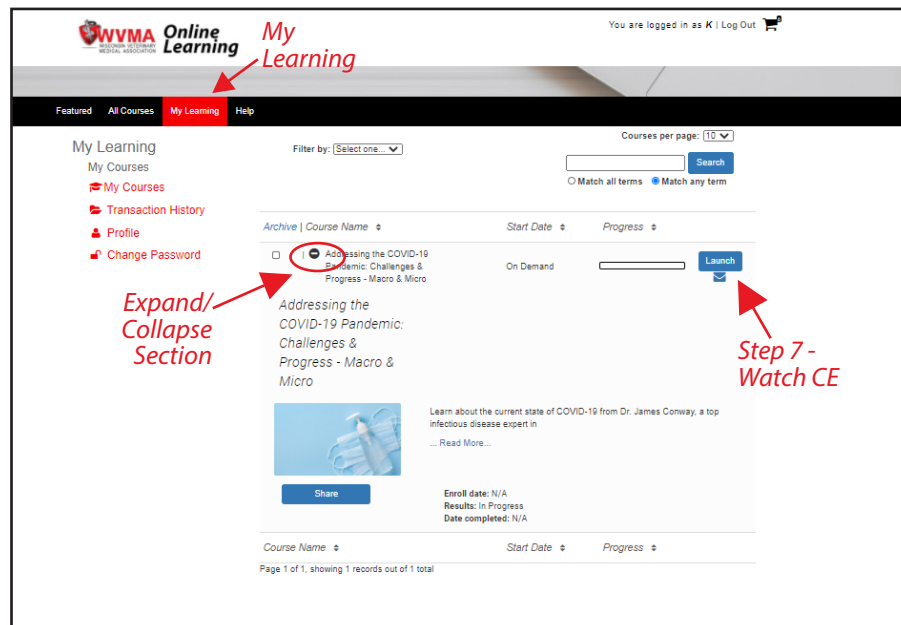 WVMA Online
WISCONSIN VETERINARY
MEDICAL ASSOCIATION
Learning
My
Learning
You are logged in as K | Log Out
Featured All Courses My Learning Help
My Learning
My Courses
My Courses
Transaction History
Profile
Change Password
Filter by: Select one...
Courses per page: 10
Search
Match all terms Match any term
Archive | Course Name Start Date Progress
| Addressing the COVID-19
Pandemic: Challenges &
Progress - Macro & Micro
On Demand
Launch
Expand/
Collapse
Section
Step 7 -
Watch CE
Addressing the
COVID-19 Pandemic:
Challenges &
Progress - Macro &
Micro
Learn about the current state of COVID-19 from Dr. James Conway, a top
infectious disease expert in
... Read More...
Share
Enroll date: N/A
Results: In Progress
Date completed: N/A
Course Name Start Date Progress
Page 1 of 1, showing 1 records out of 1 total